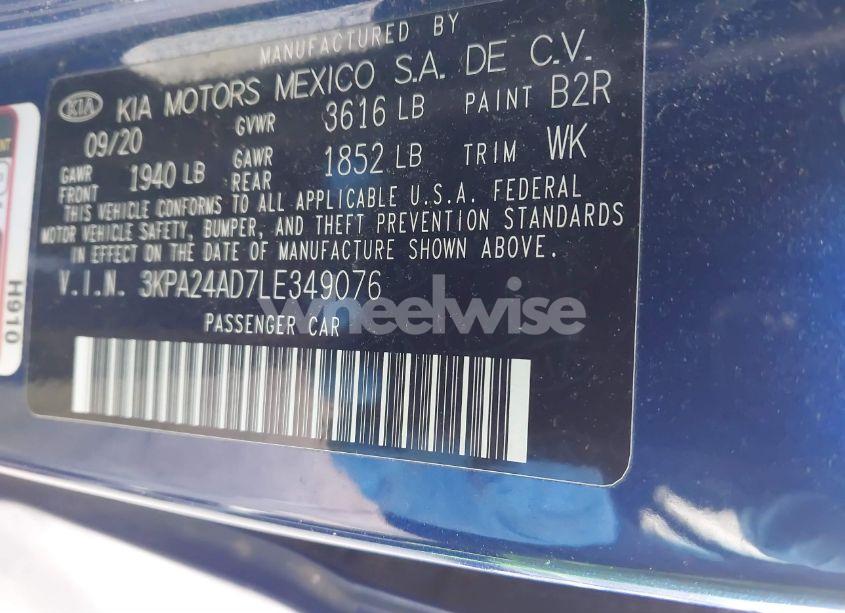 MANUFACTURED BY
KIA KIA MOTORS MEXICO S.A. DE C.V.
09/20 GVWR 3616 LB PAINT B2R
GAWR FRONT 1940 LB GAWR REAR 1852 LB TRIM WK
THIS VEHICLE CONFORMS TO ALL APPLICABLE U.S.A. FEDERAL
MOTOR VEHICLE SAFETY, BUMPER, AND THEFT PREVENTION STANDARDS
IN EFFECT ON THE DATE OF MANUFACTURE SHOWN ABOVE.
V.I.N. 3KPA24AD7LE349076
wheelwise
PASSENGER CAR
H910